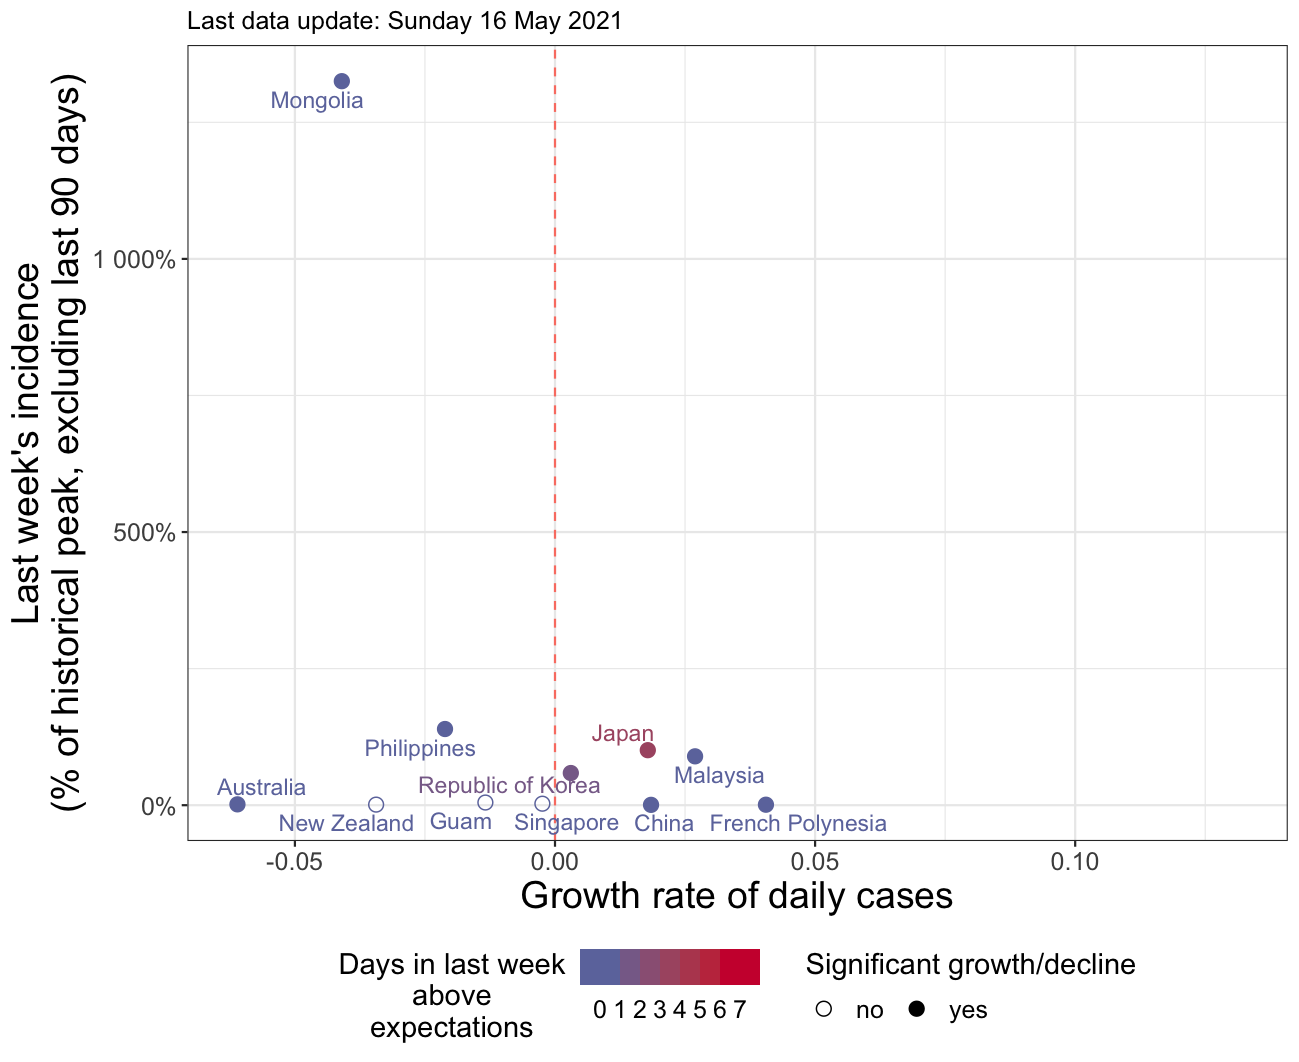 Last data update: Sunday 16 May 2021
Last week's incidence
(% of historical peak, excluding last 90 days)
1 000%
500%
0%
Mongolia
Philippines
Japan
Malaysia
Republic of Korea
Australia
New Zealand
Guam
Singapore
China
French Polynesia
-0.05
0.00
0.05
0.10
Growth rate of daily cases
Days in last week
above
expectations
0 1 2 3 4 5 6 7
Significant growth/decline
no
yes